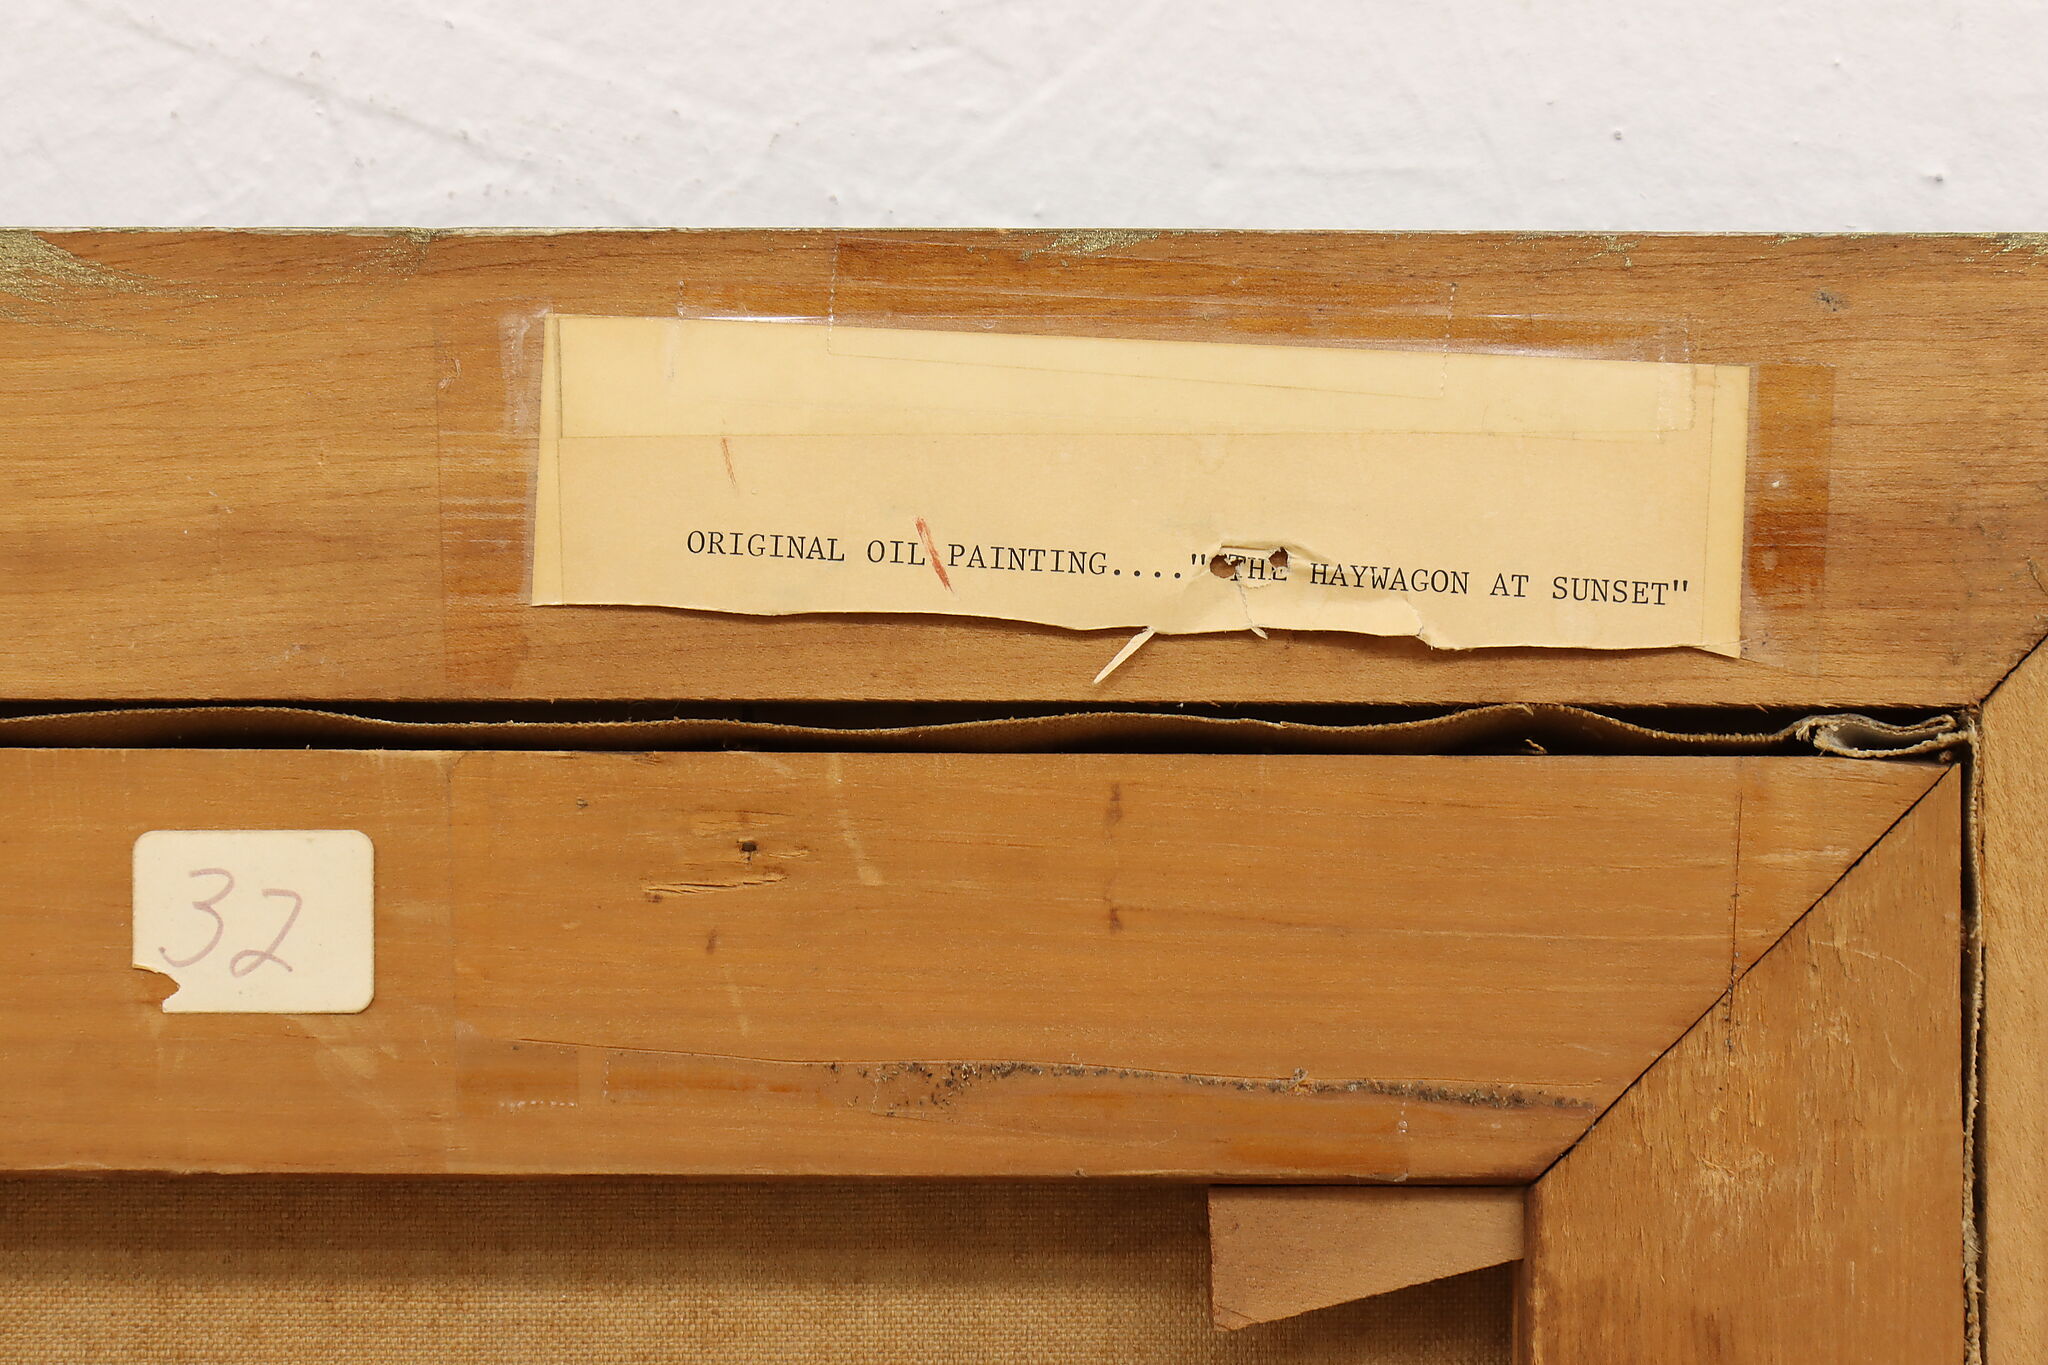 ORIGINAL OIL PAINTING...."THE HAYWAGON AT SUNSET"
32